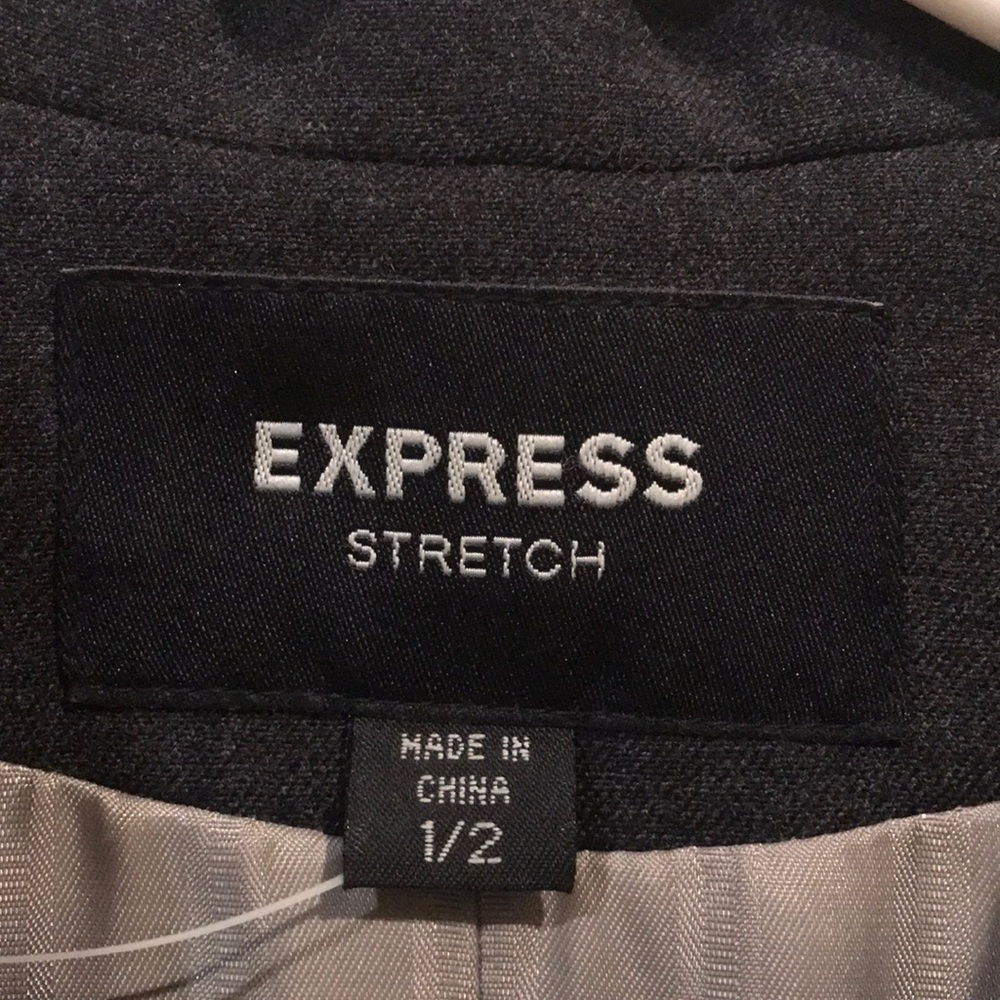 EXPRESS
STRETCH
MADE IN
CHINA
1/2